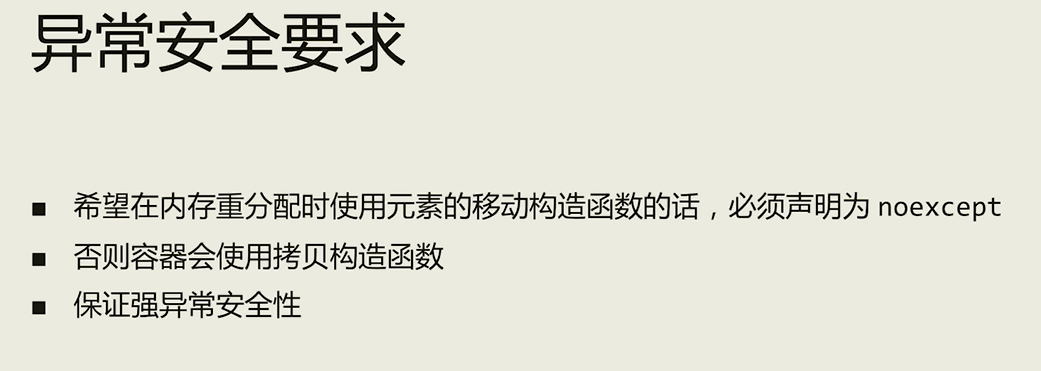 异常安全要求
▪ 希望在内存重分配时使用元素的移动构造函数的话，必须声明为 noexcept
▪ 否则容器会使用拷贝构造函数
▪ 保证强异常安全性